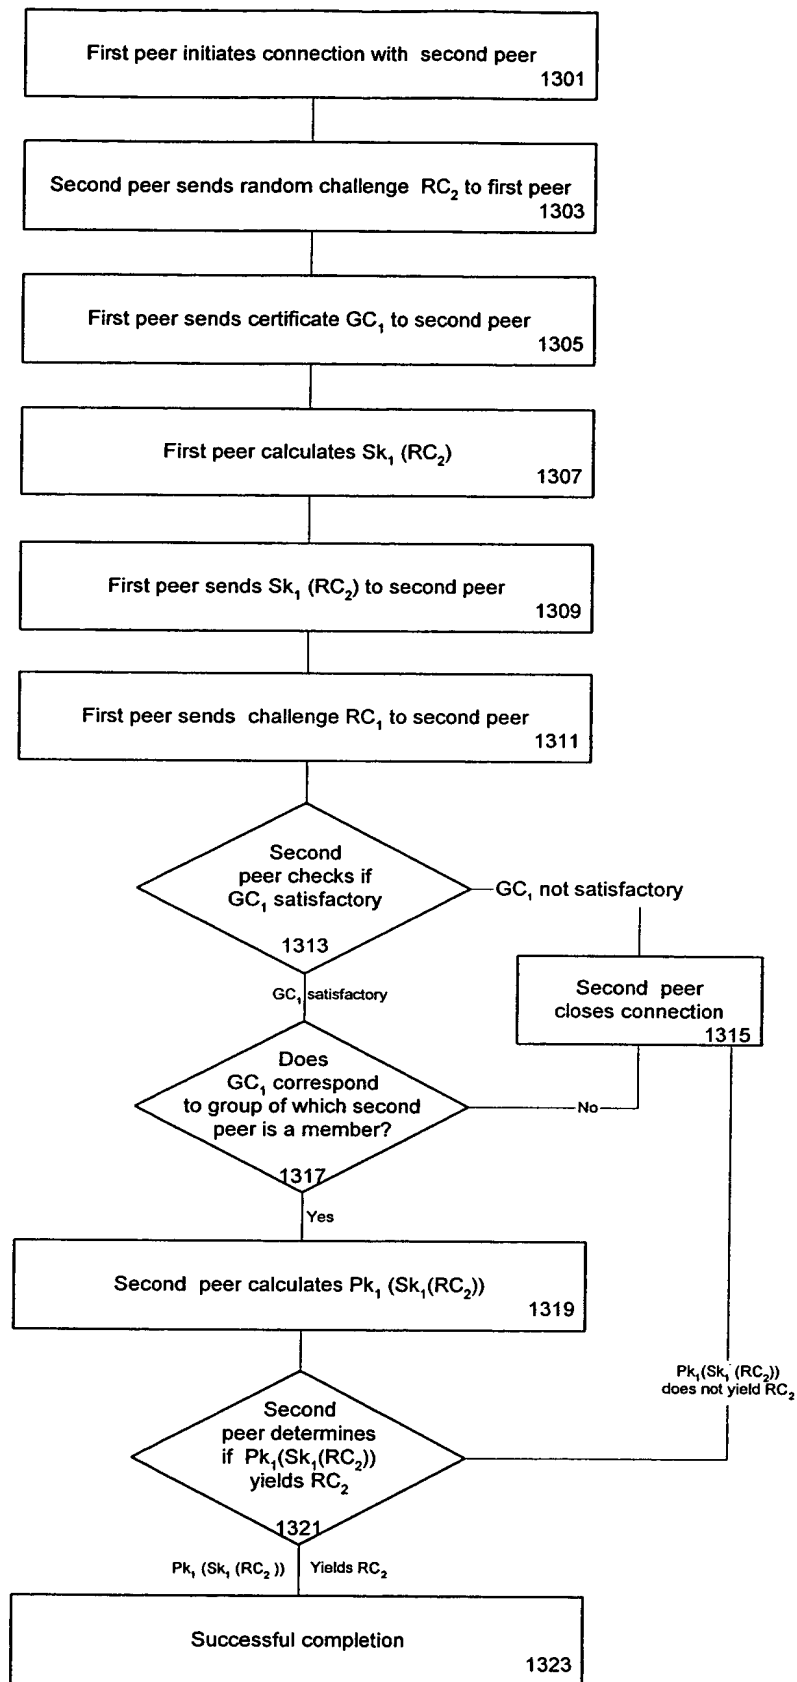 First peer initiates connection with second peer
1301
Second peer sends random challenge RC₂ to first peer
1303
First peer sends certificate GC₁ to second peer
1305
First peer calculates Sk₁ (RC₂)
1307
First peer sends Sk₁ (RC₂) to second peer
1309
First peer sends challenge RC₁ to second peer
1311
Second
peer checks if
GC₁ satisfactory
1313
GC₁ not satisfactory
GC₁ satisfactory
Second peer
closes connection
1315
Does
GC₁ correspond
to group of which second
peer is a member?
1317
No
Yes
Second peer calculates Pk₁ (Sk₁(RC₂))
1319
Pk₁(Sk₁ (RC₂))
does not yield RC₂
Second
peer determines
if Pk₁(Sk₁(RC₂))
yields RC₂
1321
Pk₁ (Sk₁ (RC₂ )) Yields RC₂
Successful completion
1323